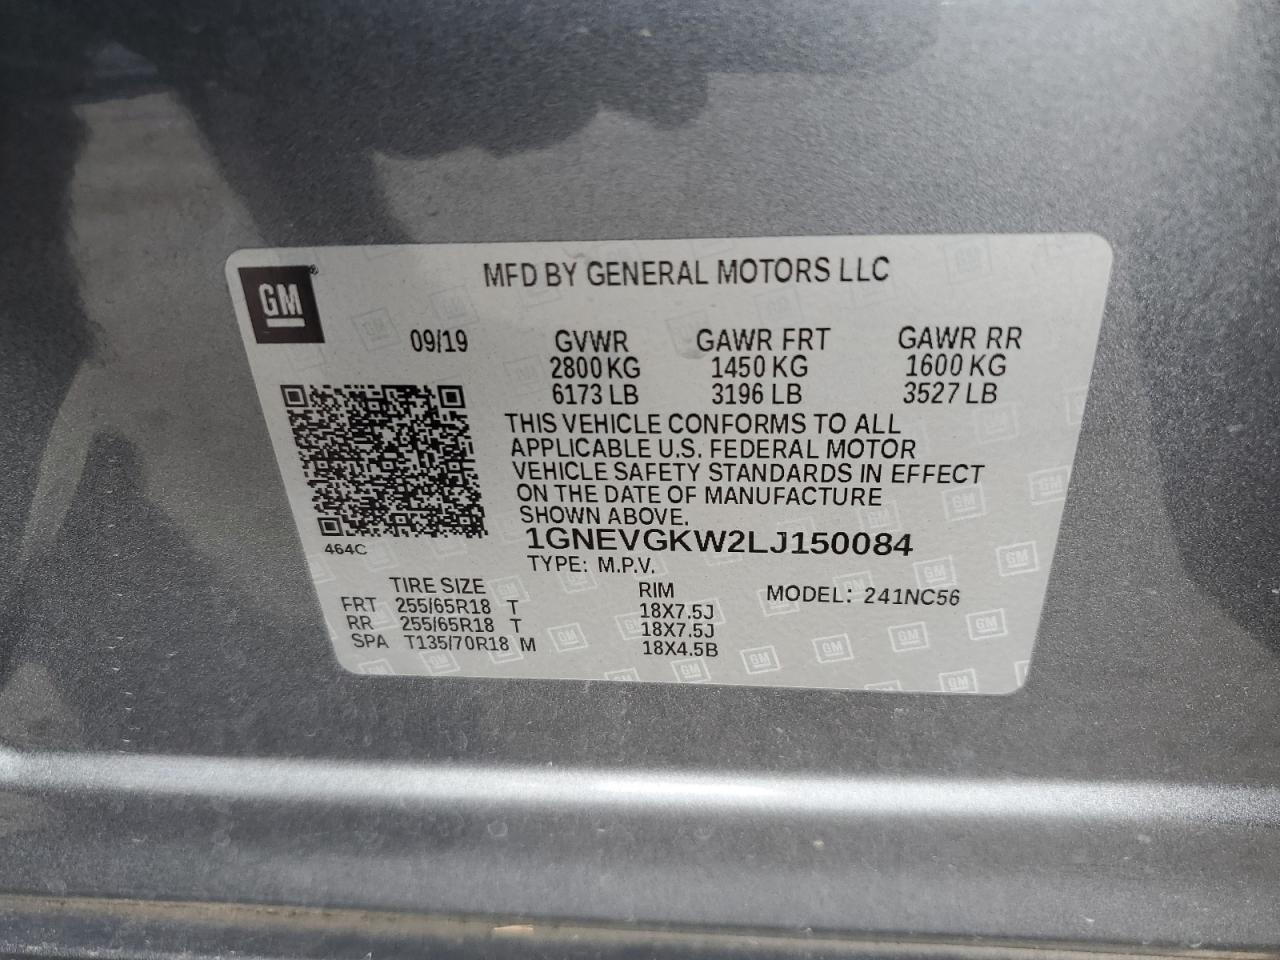 GM®
MFD BY GENERAL MOTORS LLC
09/19 GVWR GAWR FRT GAWR RR
2800 KG 1450 KG 1600 KG
6173 LB 3196 LB 3527 LB
THIS VEHICLE CONFORMS TO ALL
APPLICABLE U.S. FEDERAL MOTOR
VEHICLE SAFETY STANDARDS IN EFFECT
ON THE DATE OF MANUFACTURE
SHOWN ABOVE.
464C
1GNEVGKW2LJ150084
TYPE: M.P.V.
TIRE SIZE RIM MODEL: 241NC56
FRT 255/65R18 T 18X7.5J
RR 255/65R18 T 18X7.5J
SPA T135/70R18 M 18X4.5B